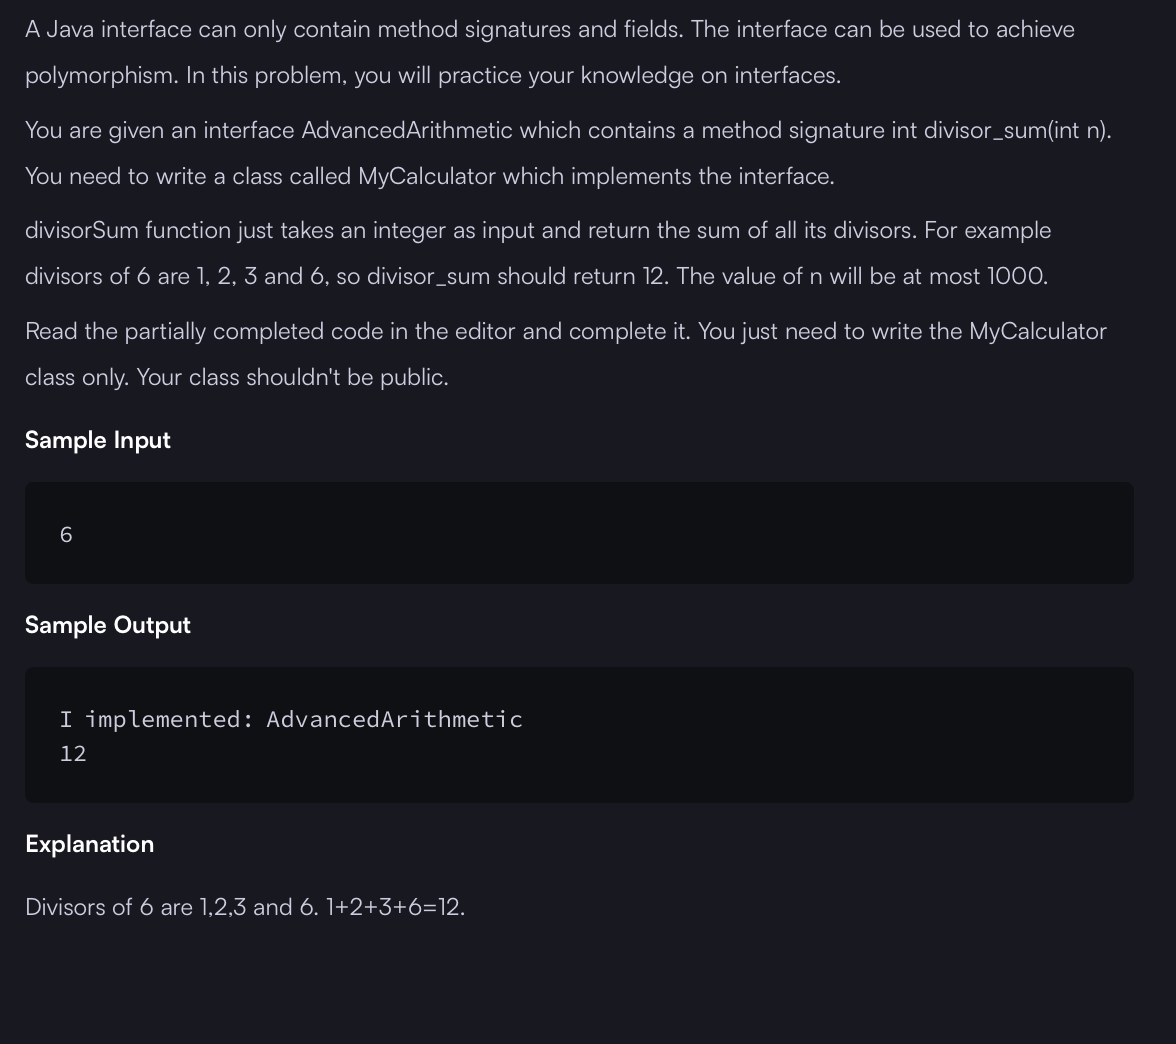 A Java interface can only contain method signatures and fields. The interface can be used to achieve
polymorphism. In this problem, you will practice your knowledge on interfaces.
You are given an interface AdvancedArithmetic which contains a method signature int divisor_sum(int n).
You need to write a class called MyCalculator which implements the interface.
divisorSum function just takes an integer as input and return the sum of all its divisors. For example
divisors of 6 are 1, 2, 3 and 6, so divisor_sum should return 12. The value of n will be at most 1000.
Read the partially completed code in the editor and complete it. You just need to write the MyCalculator
class only. Your class shouldn't be public.
Sample Input
6
Sample Output
I implemented: AdvancedArithmetic
12
Explanation
Divisors of 6 are 1,2,3 and 6. 1+2+3+6=12.